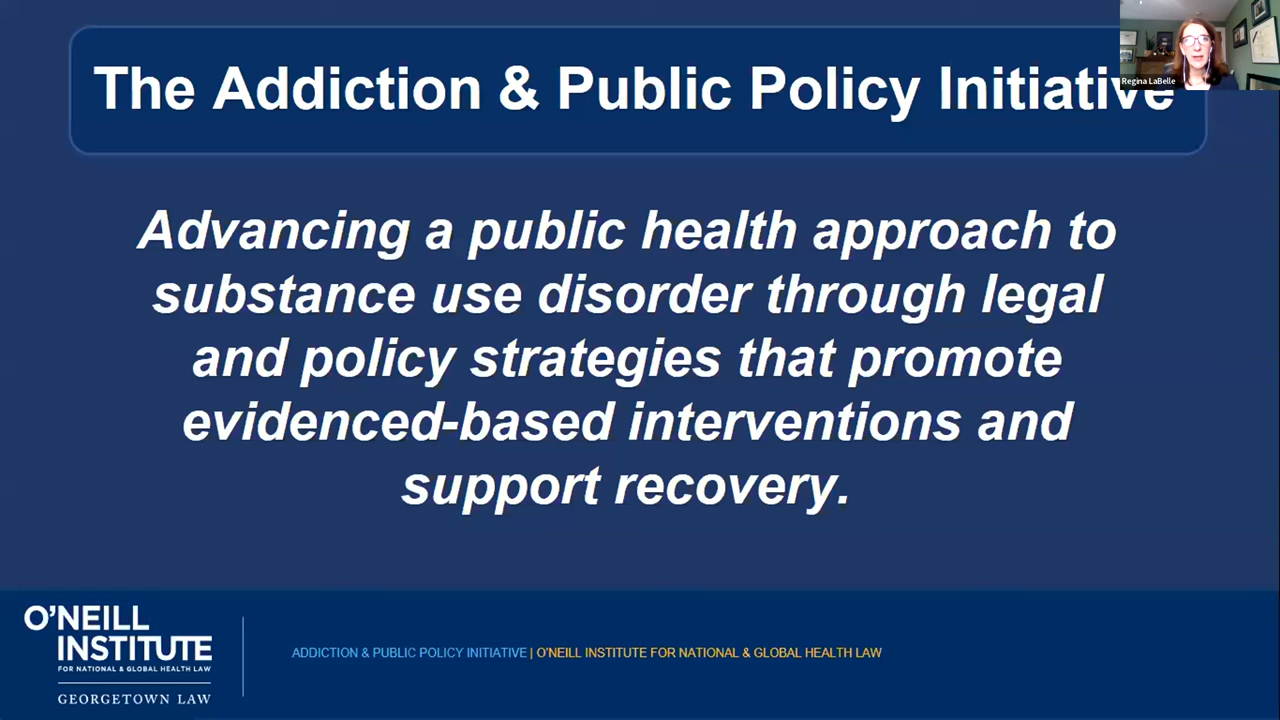 The Addiction & Public Policy Initiative
Regina LaBelle
Advancing a public health approach to
substance use disorder through legal
and policy strategies that promote
evidenced-based interventions and
support recovery.
O'NEILL
INSTITUTE
FOR NATIONAL & GLOBAL HEALTH LAW
GEORGETOWN LAW
ADDICTION & PUBLIC POLICY INITIATIVE | O'NEILL INSTITUTE FOR NATIONAL & GLOBAL HEALTH LAW